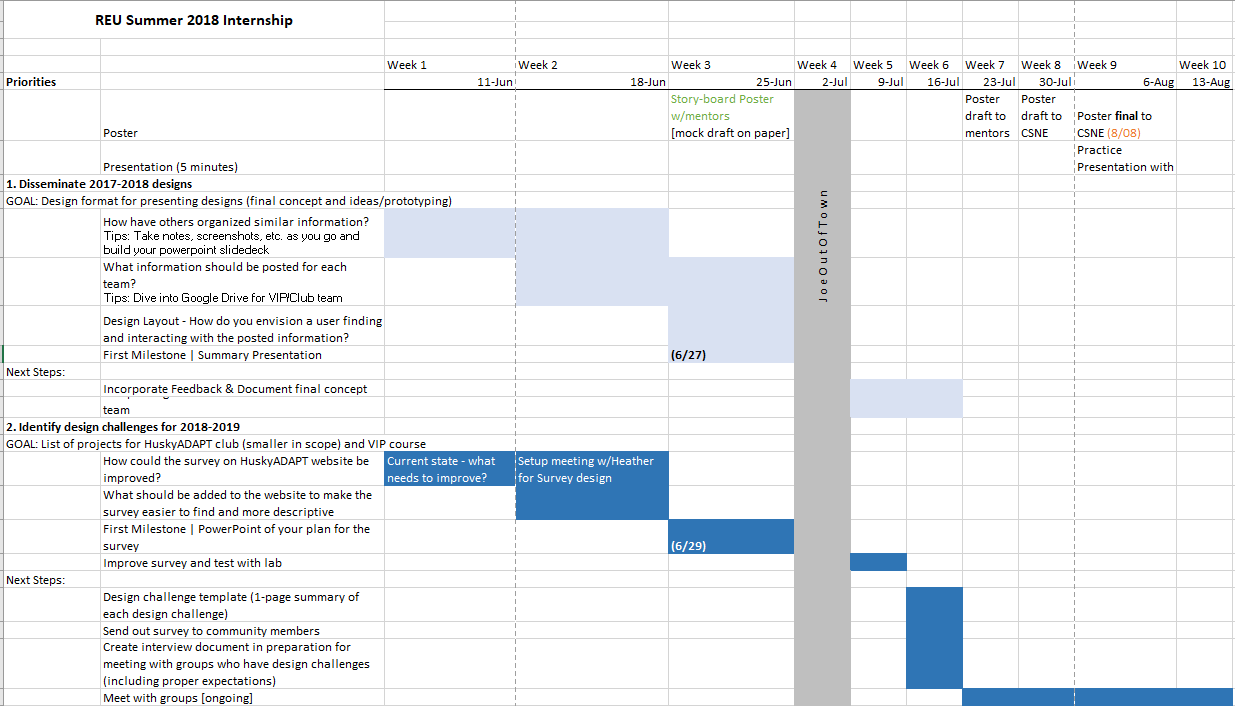 REU Summer 2018 Internship
Week 1 Week 2 Week 3 Week 4 Week 5 Week 6 Week 7 Week 8 Week 9 Week 10
Priorities 11-Jun 18-Jun 25-Jun 2-Jul 9-Jul 16-Jul 23-Jul 30-Jul 6-Aug 13-Aug
Poster
Story-board Poster
w/mentors
[mock draft on paper]
Poster
draft to
mentors
Poster
draft to
CSNE
Poster final to
CSNE (8/08)
Presentation (5 minutes)
Practice
Presentation with
JoeOutOfTown
1. Disseminate 2017-2018 designs
GOAL: Design format for presenting designs (final concept and ideas/prototyping)
How have others organized similar information?
Tips: Take notes, screenshots, etc. as you go and
build your powerpoint slidedeck
What information should be posted for each
team?
Tips: Dive into Google Drive for VIP/Club team
Design Layout - How do you envision a user finding
and interacting with the posted information?
First Milestone | Summary Presentation (6/27)
Next Steps:
Incorporate Feedback & Document final concept
team
2. Identify design challenges for 2018-2019
GOAL: List of projects for HuskyADAPT club (smaller in scope) and VIP course
How could the survey on HuskyADAPT website be
improved?
Current state - what
needs to improve?
Setup meeting w/Heather
for Survey design
What should be added to the website to make the
survey easier to find and more descriptive
First Milestone | PowerPoint of your plan for the
survey
(6/29)
Improve survey and test with lab
Next Steps:
Design challenge template (1-page summary of
each design challenge)
Send out survey to community members
Create interview document in preparation for
meeting with groups who have design challenges
(including proper expectations)
Meet with groups [ongoing]